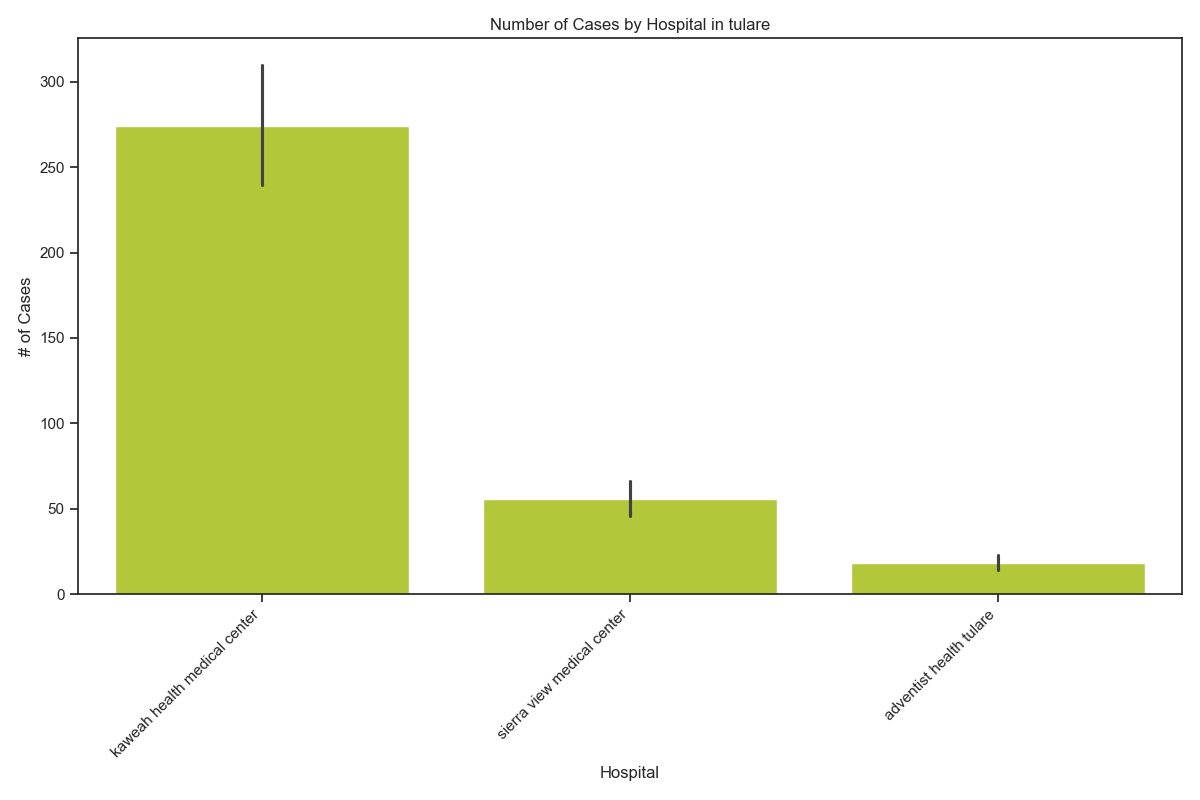 Number of Cases by Hospital in tulare
# of Cases
300
250
200
150
100
50
0
kaweah health medical center
sierra view medical center
adventist health tulare
Hospital